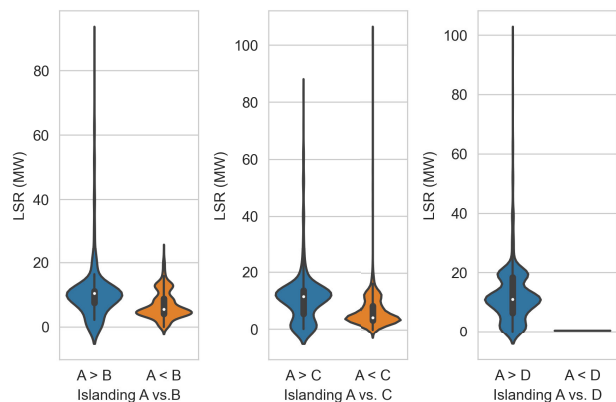 LSR (MW)
80
60
40
20
0
A > B A < B
Islanding A vs.B
LSR (MW)
100
80
60
40
20
0
A > C A < C
Islanding A vs. C
LSR (MW)
100
80
60
40
20
0
A > D A < D
Islanding A vs. D